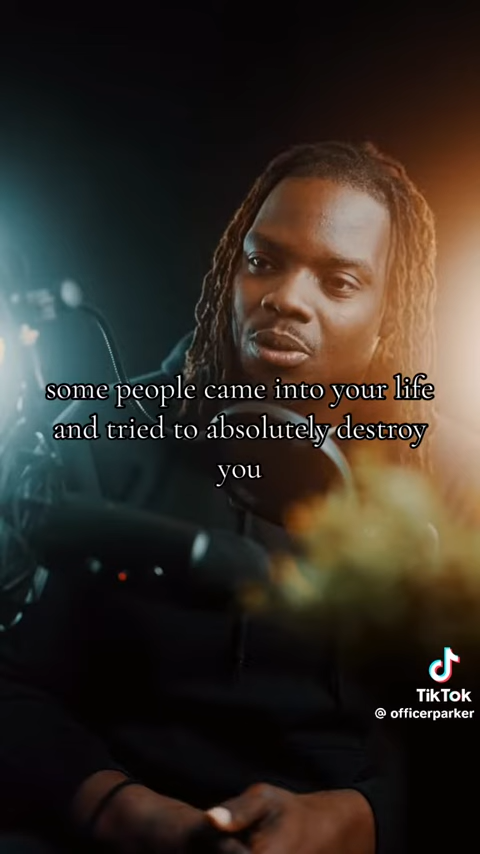 some people came into your life
and tried to absolutely destroy
you
TikTok
@ officerparker